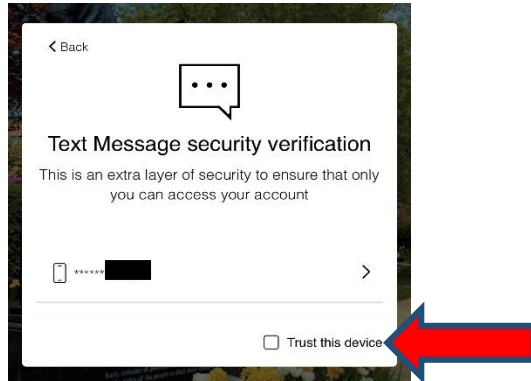 Back
Text Message security verification
This is an extra layer of security to ensure that only
you can access your account
******
Trust this device